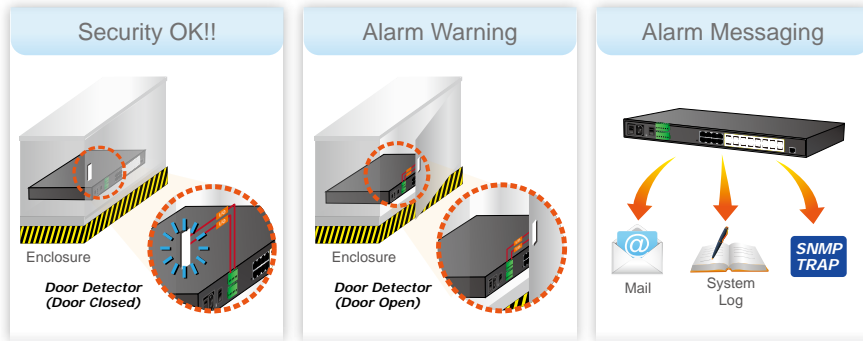 Security OK!!
Enclosure
Door Detector
(Door Closed)
Alarm Warning
Enclosure
Door Detector
(Door Open)
Alarm Messaging
@
Mail
System
Log
SNMP
TRAP